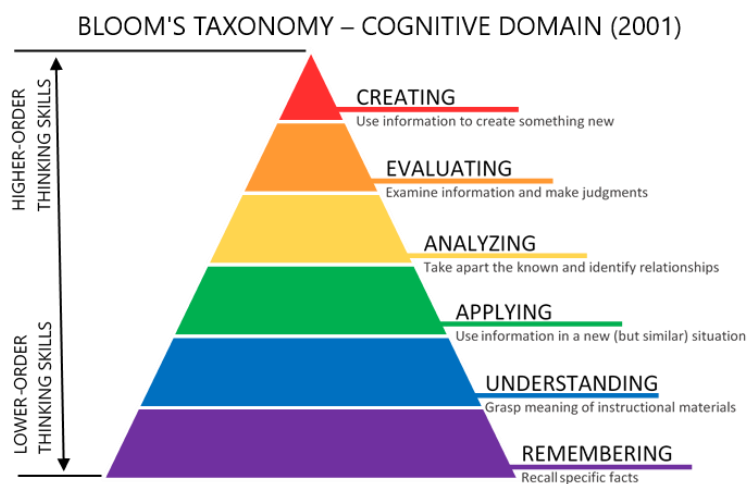 BLOOM'S TAXONOMY – COGNITIVE DOMAIN (2001)
HIGHER-ORDER
THINKING SKILLS
LOWER-ORDER
THINKING SKILLS
CREATING
Use information to create something new
EVALUATING
Examine information and make judgments
ANALYZING
Take apart the known and identify relationships
APPLYING
Use information in a new (but similar) situation
UNDERSTANDING
Grasp meaning of instructional materials
REMEMBERING
Recall specific facts